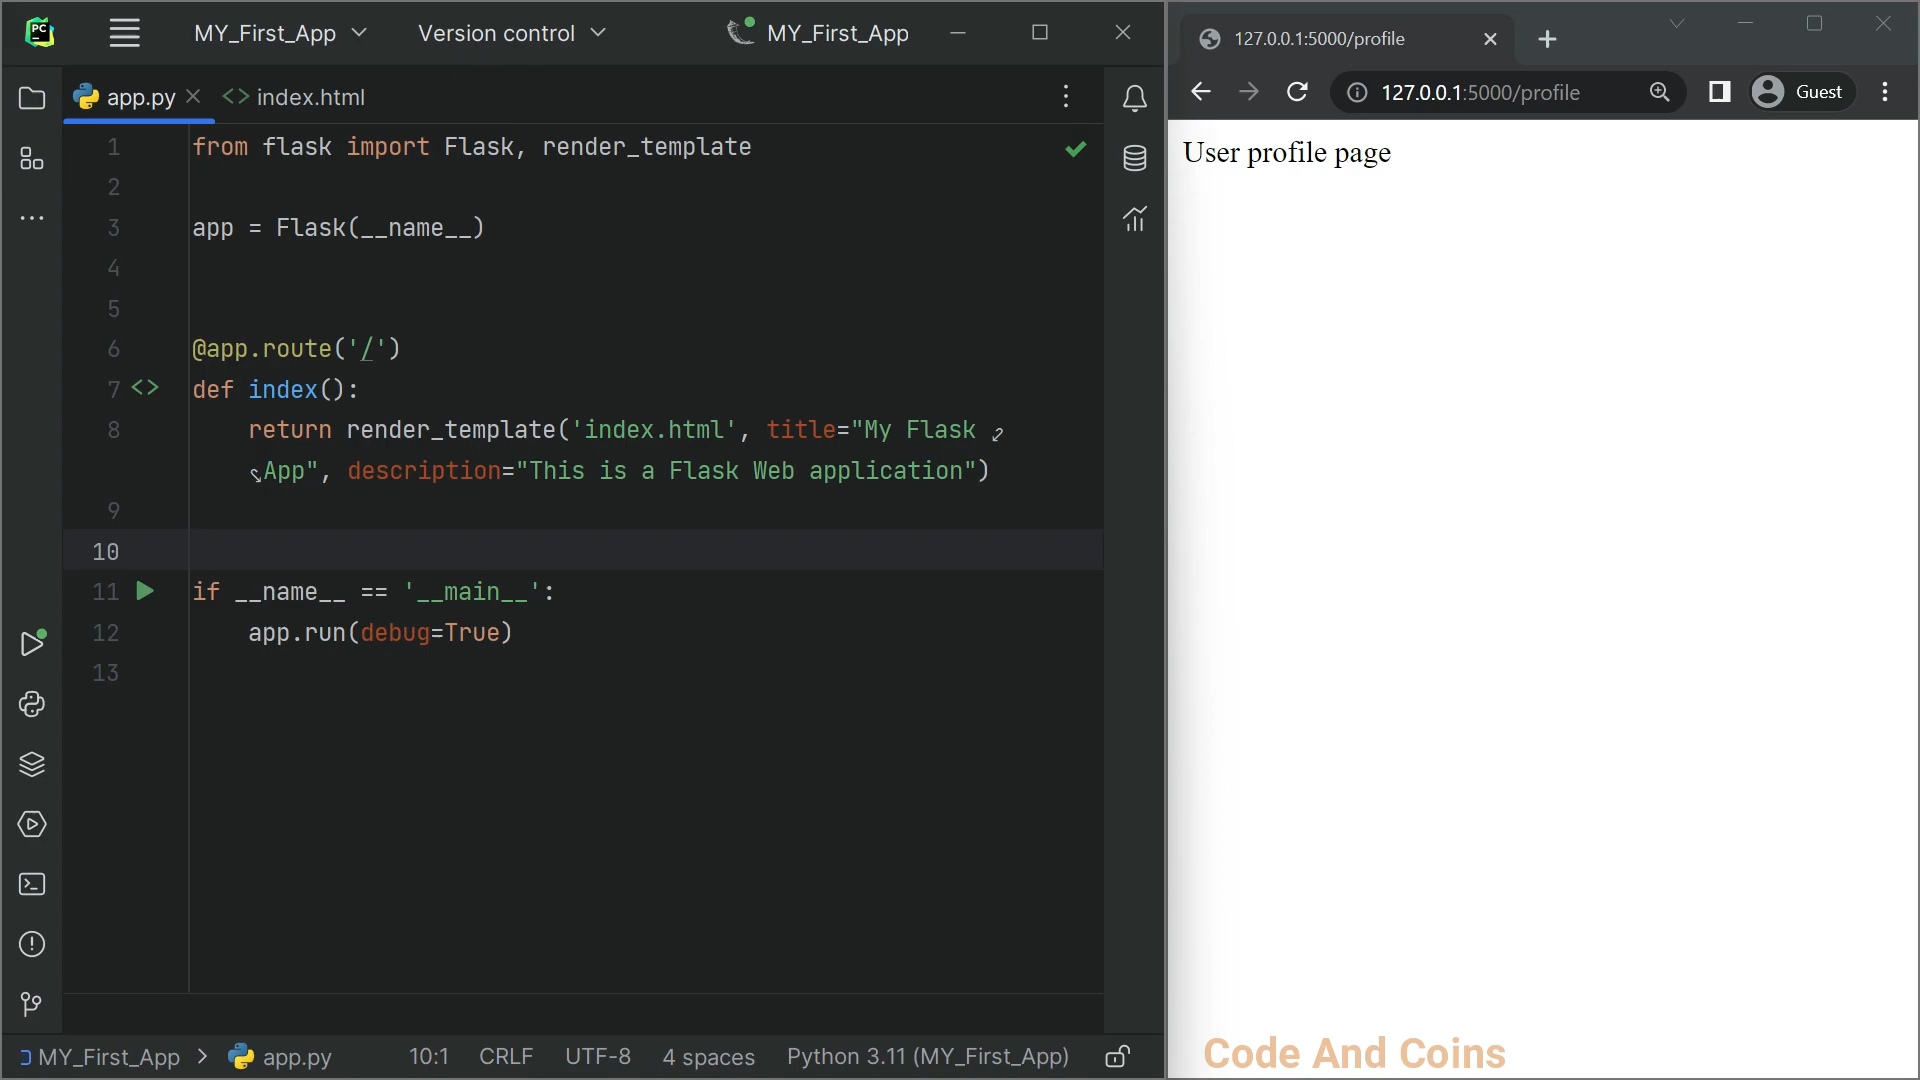 PC
MY_First_App
Version control
MY_First_App
app.py
index.html
1 from flask import Flask, render_template
2
3 app = Flask(__name__)
4
5
6 @app.route('/')
7 def index():
8 return render_template('index.html', title="My Flask
App", description="This is a Flask Web application")
9
10
11 if __name__ == '__main__':
12 app.run(debug=True)
13
MY_First_App > app.py 10:1 CRLF UTF-8 4 spaces Python 3.11 (MY_First_App)
127.0.0.1:5000/profile
127.0.0.1:5000/profile Guest
User profile page
Code And Coins